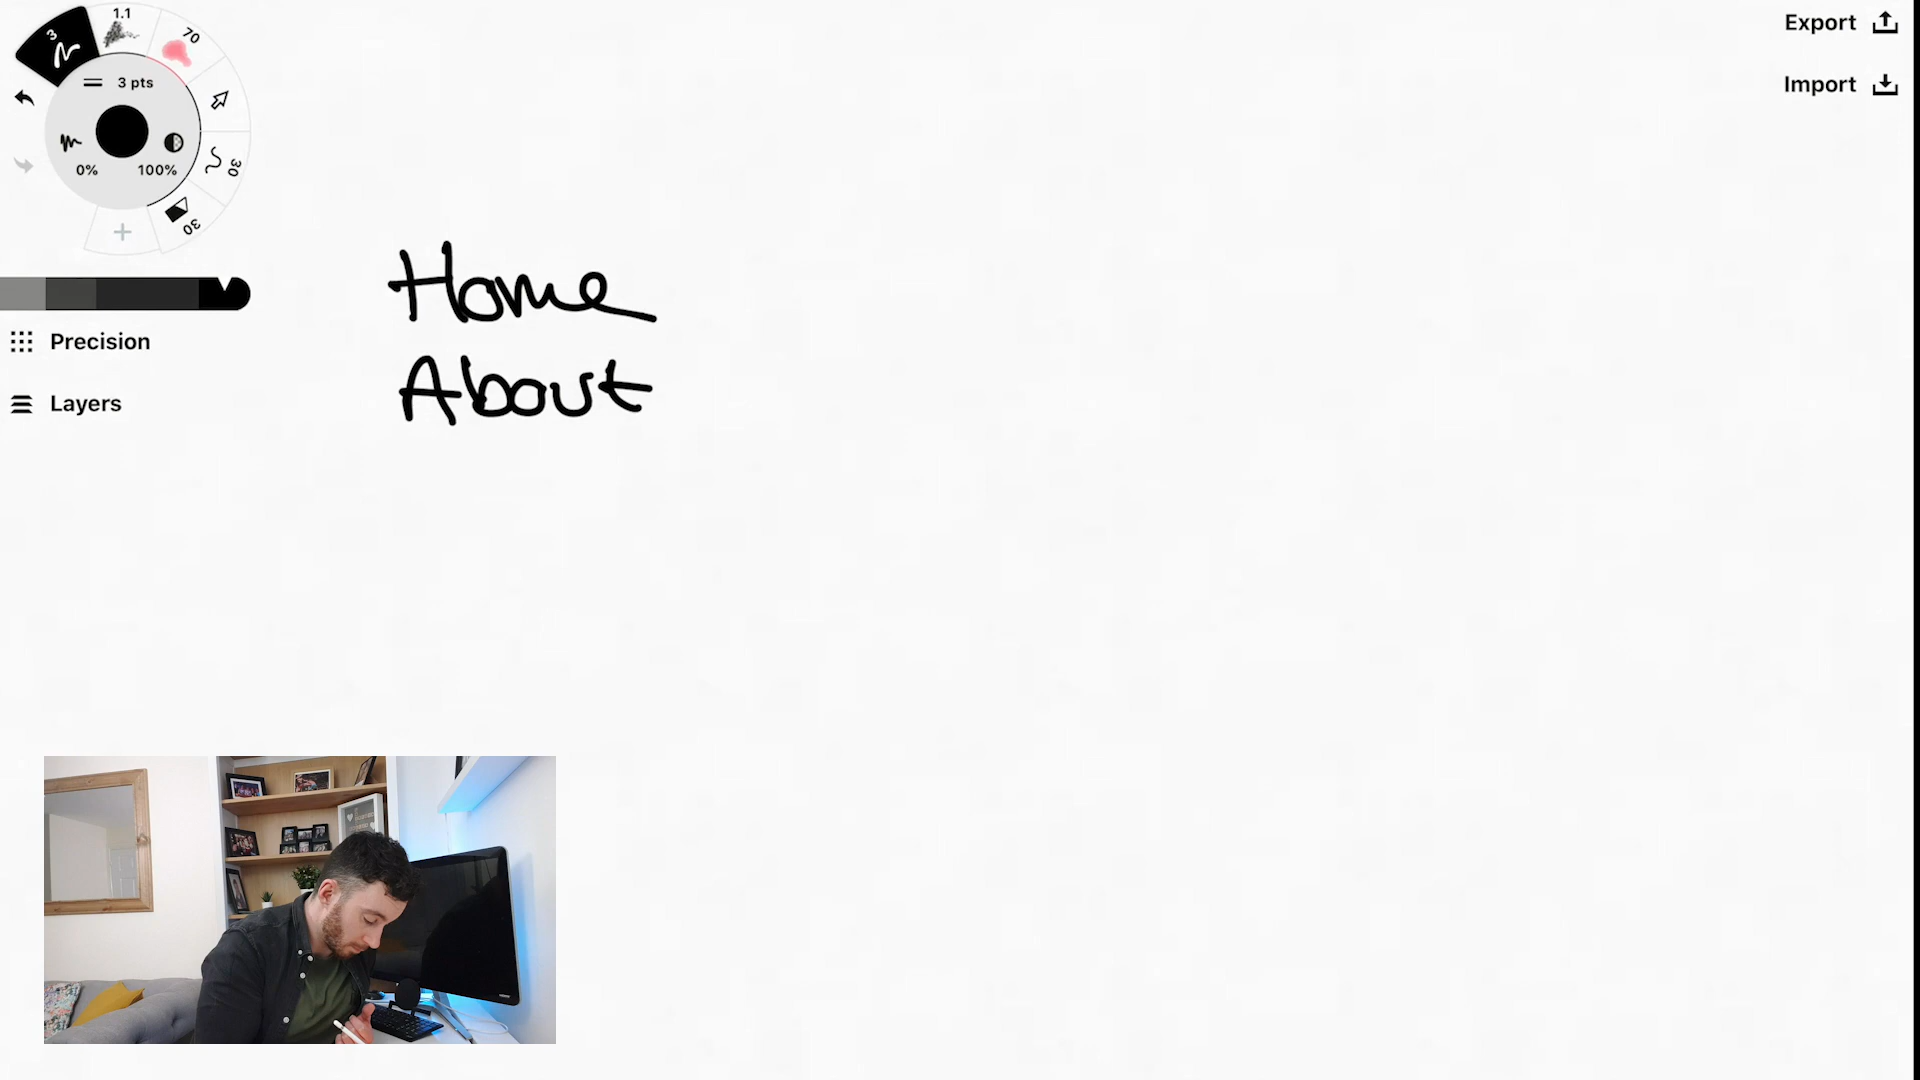 3
1.1
70
3 pts
0%
100%
30
30
Export
Import
Home
About
Precision
Layers